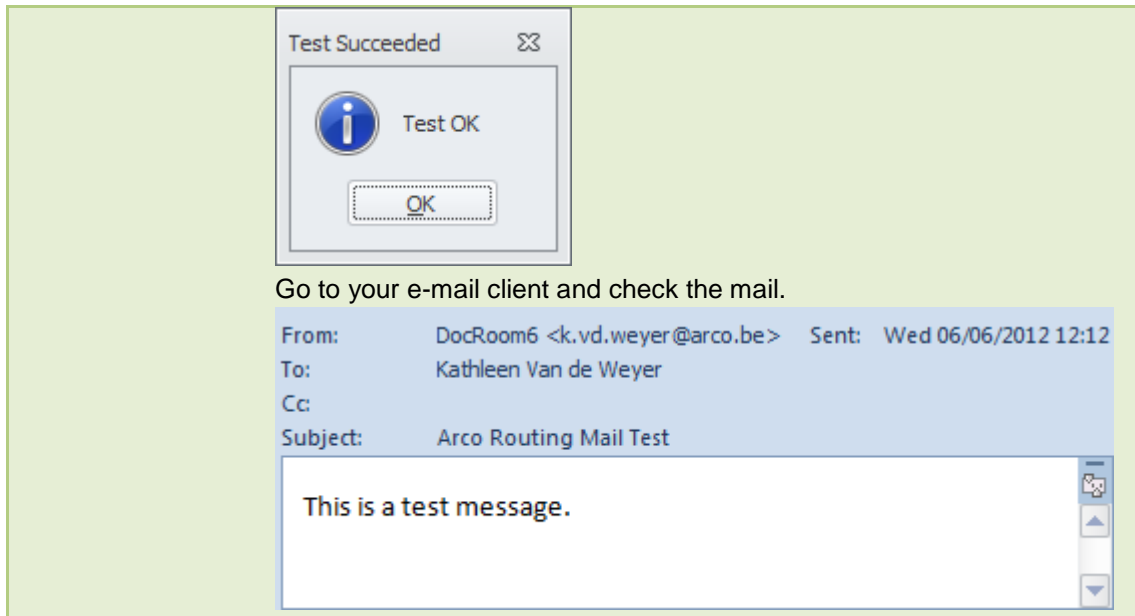 Test Succeeded
Test OK
OK
Go to your e-mail client and check the mail.
From: DocRoom6 <k.vd.weyer@arco.be> Sent: Wed 06/06/2012 12:12
To: Kathleen Van de Weyer
Cc:
Subject: Arco Routing Mail Test
This is a test message.